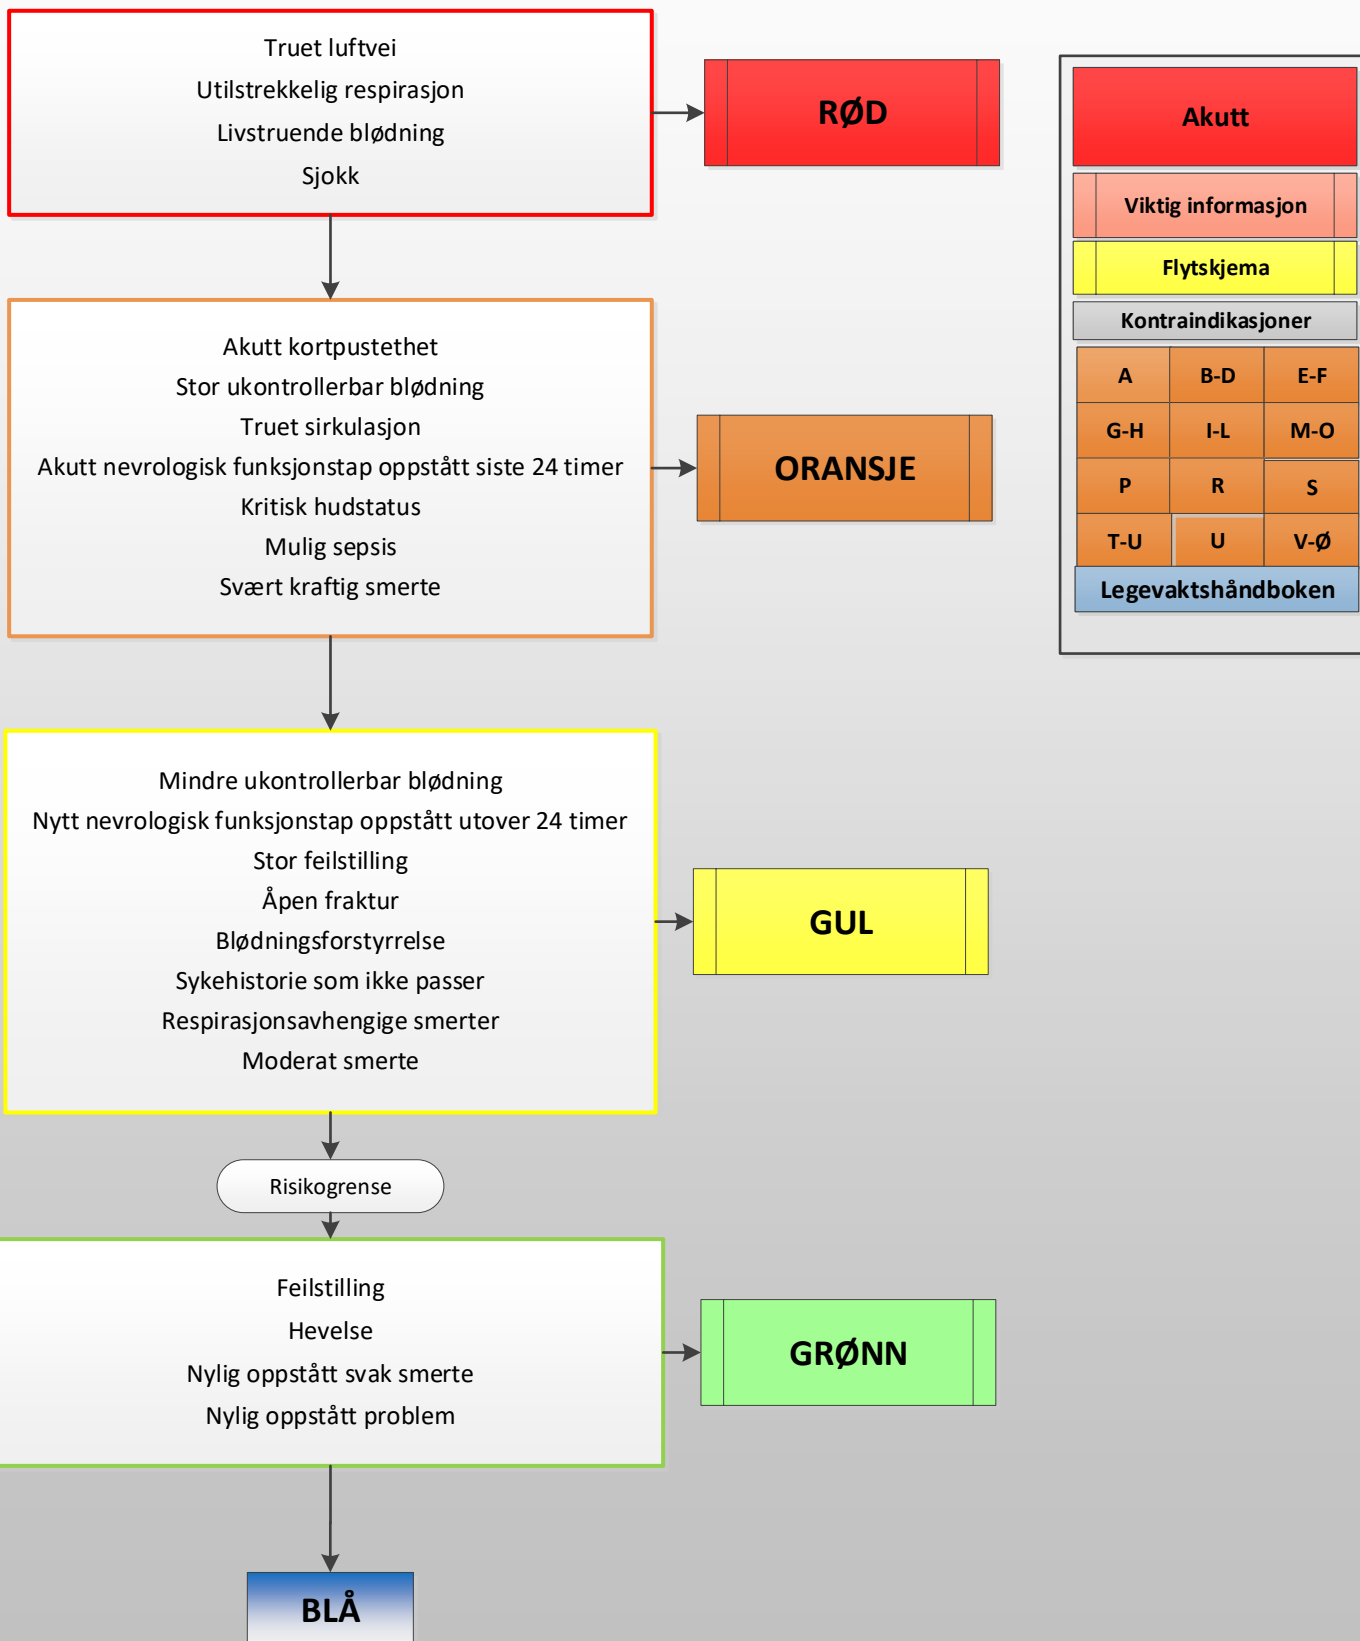 Truet luftvei
Utilstrekkelig respirasjon
Livstruende blødning
Sjokk
RØD
Akutt kortpustethet
Stor ukontrollerbar blødning
Truet sirkulasjon
Akutt nevrologisk funksjonstap oppstått siste 24 timer
Kritisk hudstatus
Mulig sepsis
Svært kraftig smerte
ORANSJE
Mindre ukontrollerbar blødning
Nytt nevrologisk funksjonstap oppstått utover 24 timer
Stor feilstilling
Åpen fraktur
Blødningsforstyrrelse
Sykehistorie som ikke passer
Respirasjonsavhengige smerter
Moderat smerte
GUL
Risikogrense
Feilstilling
Hevelse
Nylig oppstått svak smerte
Nylig oppstått problem
GRØNN
BLÅ
Akutt
Viktig informasjon
Flytskjema
Kontraindikasjoner
A B-D E-F
G-H I-L M-O
P R S
T-U U V-Ø
Legevaktshåndboken